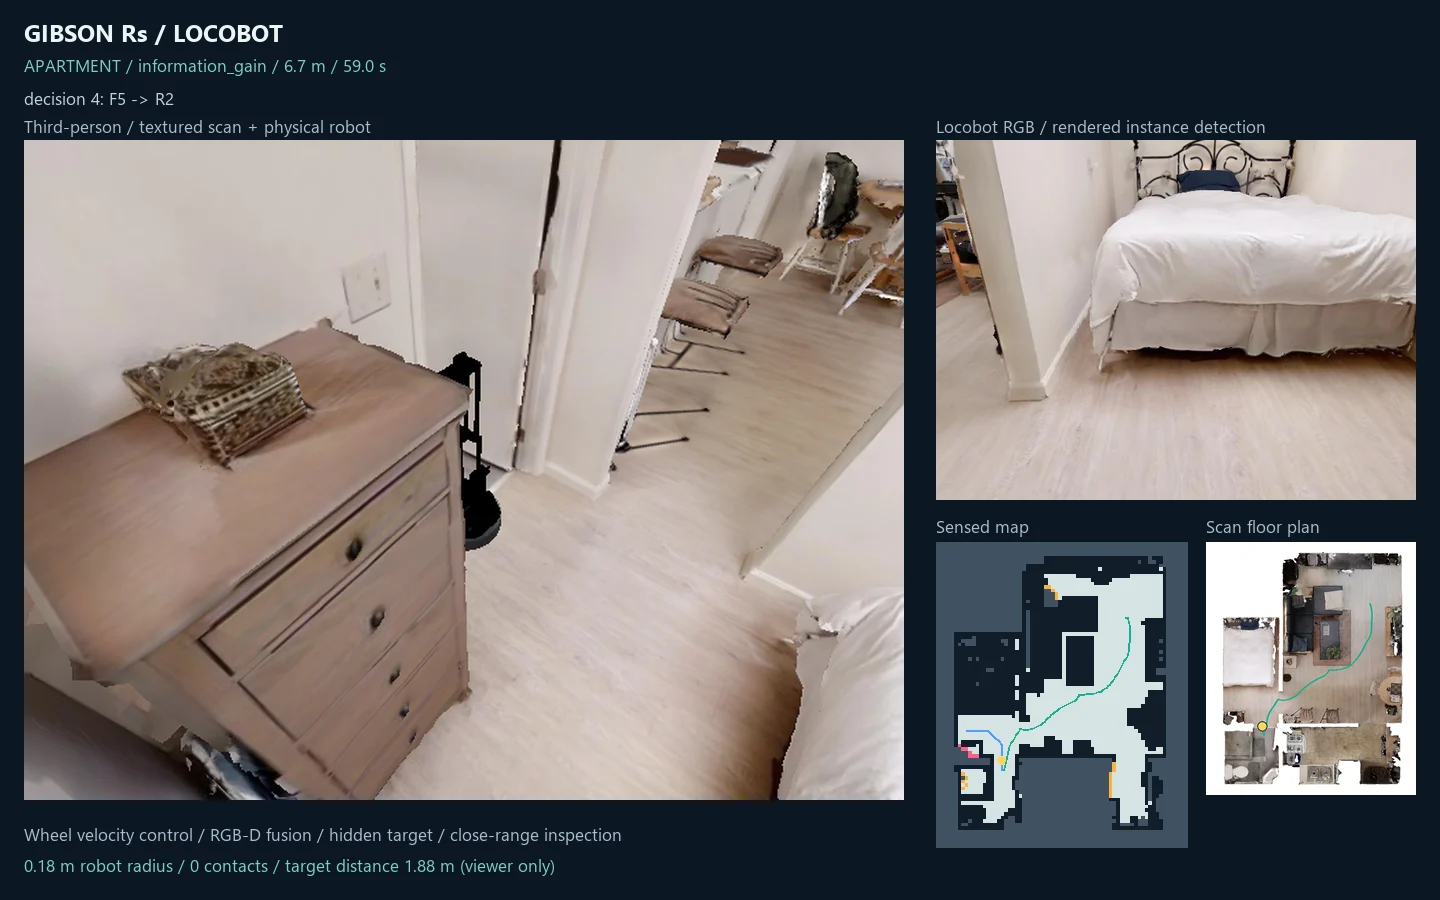 GIBSON Rs / LOCOBOT
APARTMENT / information_gain / 6.7 m / 59.0 s
decision 4: F5 -> R2
Third-person / textured scan + physical robot
Locobot RGB / rendered instance detection
Sensed map
Scan floor plan
Wheel velocity control / RGB-D fusion / hidden target / close-range inspection
0.18 m robot radius / 0 contacts / target distance 1.88 m (viewer only)